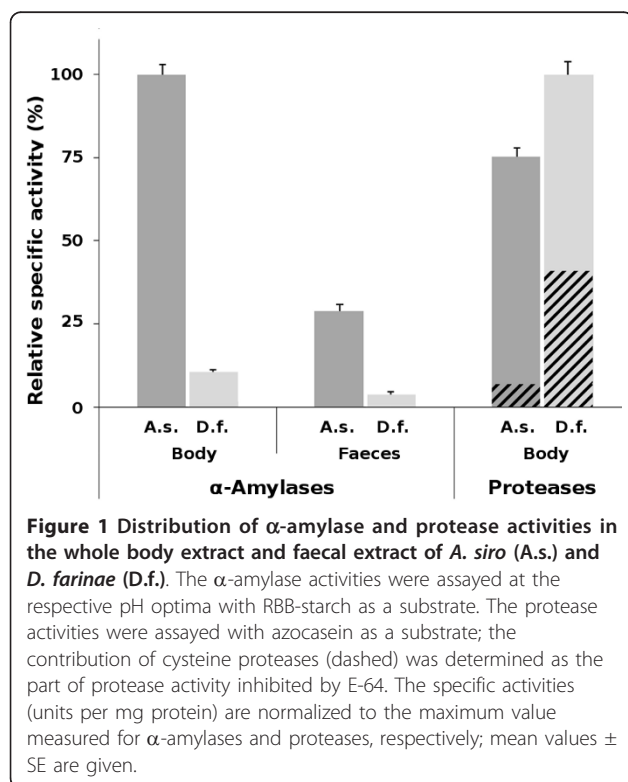 Relative specific activity (%)
100
75
50
25
0
A.s. D.f. A.s. D.f. A.s. D.f.
Body Faeces Body
α-Amylases Proteases
Figure 1 Distribution of α-amylase and protease activities in
the whole body extract and faecal extract of A. siro (A.s.) and
D. farinae (D.f.). The α-amylase activities were assayed at the
respective pH optima with RBB-starch as a substrate. The protease
activities were assayed with azocasein as a substrate; the
contribution of cysteine proteases (dashed) was determined as the
part of protease activity inhibited by E-64. The specific activities
(units per mg protein) are normalized to the maximum value
measured for α-amylases and proteases, respectively; mean values ±
SE are given.